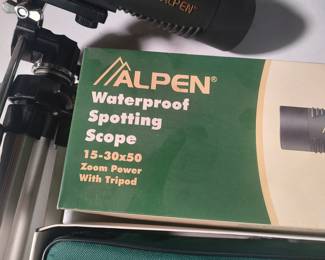 ALPEN
ALPEN®
Waterproof
Spotting
Scope
15-30x50
Zoom Power
With Tripod